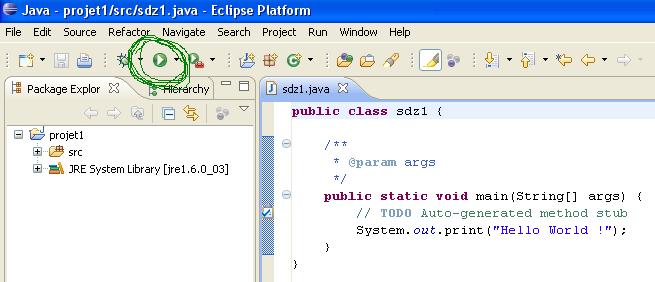 Java - projet1/src/sdz1.java - Eclipse Platform
File Edit Source Refactor Navigate Search Project Run Window Help
Package Explor Hierarchy sdz1.java
projet1
src
JRE System Library [jre1.6.0_03]
public class sdz1 {
/**
* @param args
*/
public static void main(String[] args) {
// TODO Auto-generated method stub
System.out.print("Hello World !");
}
}